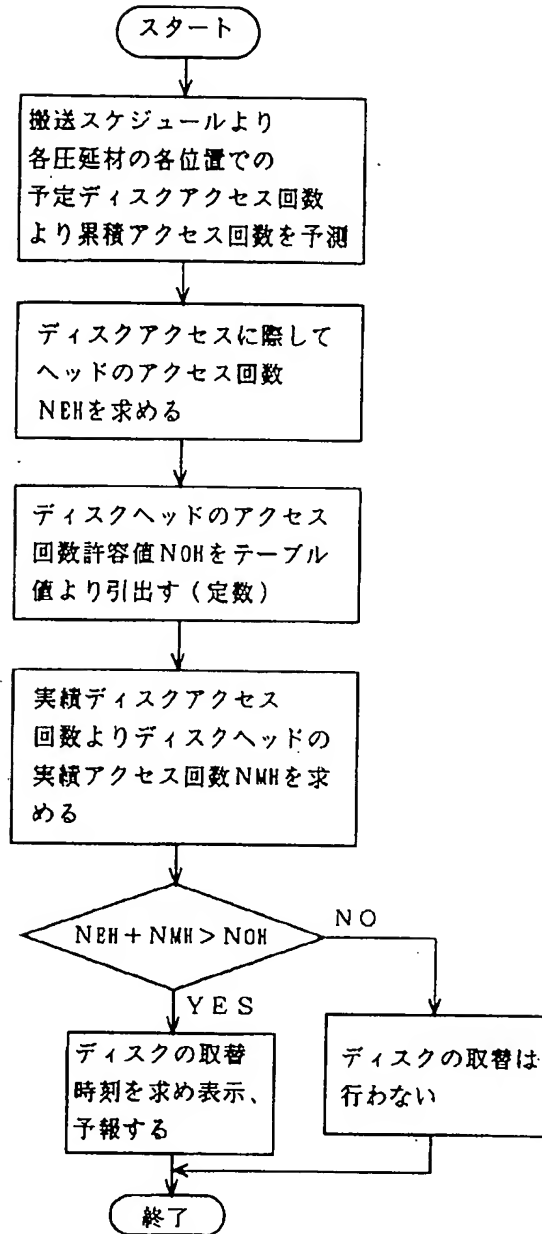 スタート
搬送スケジュールより
各圧延材の各位置での
予定ディスクアクセス回数
より累積アクセス回数を予測
ディスクアクセスに際して
ヘッドのアクセス回数
NEHを求める
ディスクヘッドのアクセス
回数許容値NOHをテーブル
値より引出す(定数)
実績ディスクアクセス
回数よりディスクヘッドの
実績アクセス回数NMHを求
める
NEH+NMH>NOH
NO
YES
ディスクの取替
時刻を求め表示、
予報する
ディスクの取替は
行わない
終了